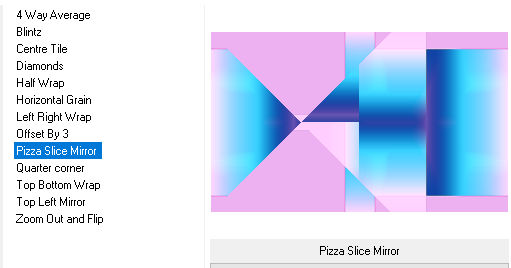 4 Way Average
Blintz
Centre Tile
Diamonds
Half Wrap
Horizontal Grain
Left Right Wrap
Offset By 3
Pizza Slice Mirror
Quarter corner
Top Bottom Wrap
Top Left Mirror
Zoom Out and Flip
Pizza Slice Mirror